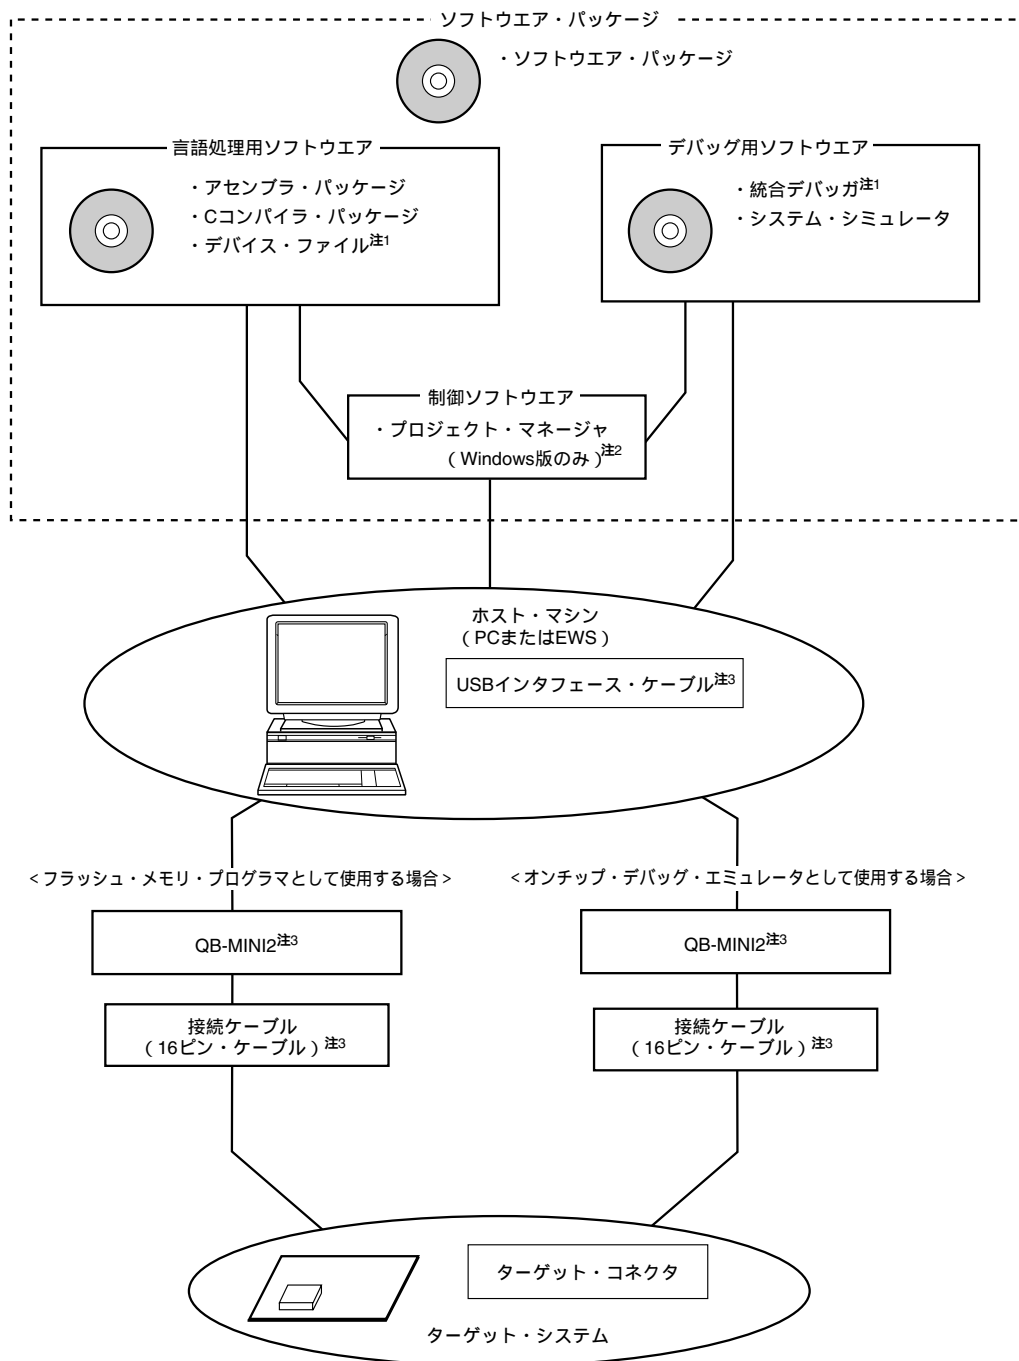 ソフトウエア・パッケージ
・ソフトウエア・パッケージ
言語処理用ソフトウエア
・アセンブラ・パッケージ
・Cコンパイラ・パッケージ
・デバイス・ファイル注1
デバッグ用ソフトウエア
・統合デバッガ注1
・システム・シミュレータ
制御ソフトウエア
・プロジェクト・マネージャ
（Windows版のみ）注2
ホスト・マシン
（PCまたはEWS）
USBインタフェース・ケーブル注3
＜フラッシュ・メモリ・プログラマとして使用する場合＞
＜オンチップ・デバッグ・エミュレータとして使用する場合＞
QB-MINI2注3
QB-MINI2注3
接続ケーブル
（16ピン・ケーブル）注3
接続ケーブル
（16ピン・ケーブル）注3
ターゲット・コネクタ
ターゲット・システム